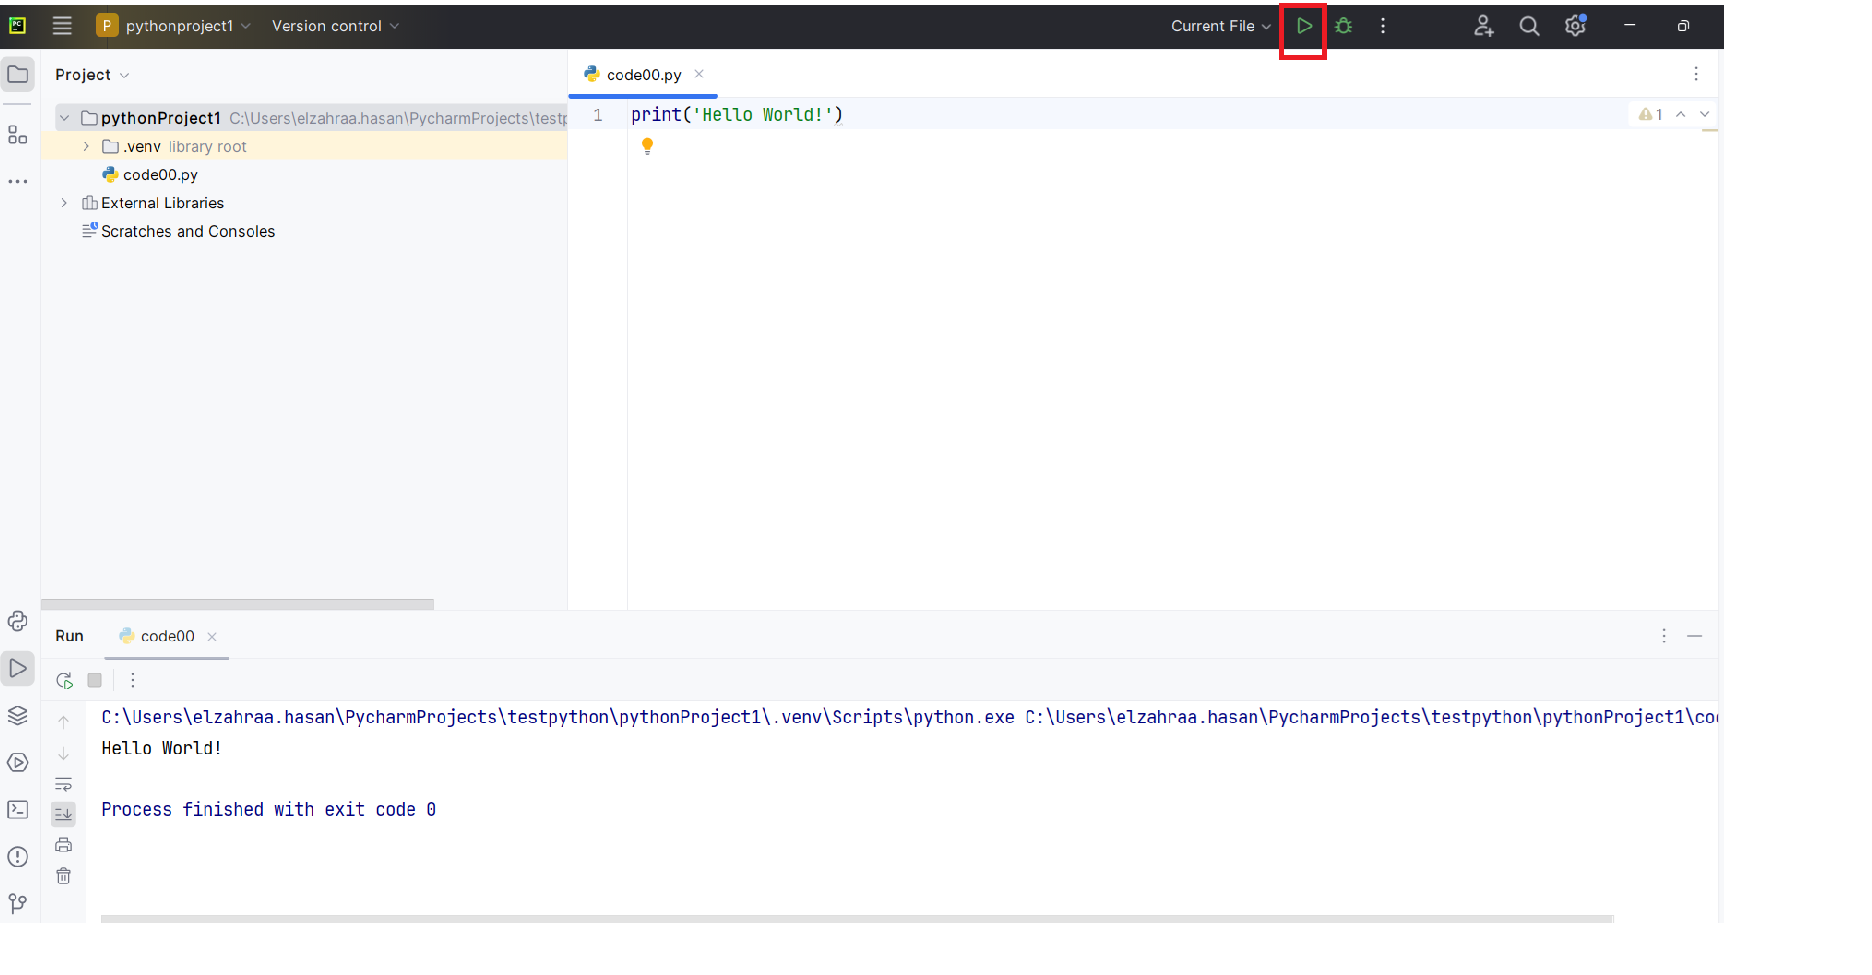 PC
P pythonproject1 Version control Current File
Project
code00.py
pythonProject1 C:\Users\elzahraa.hasan\PycharmProjects\testp
.venv library root
code00.py
External Libraries
Scratches and Consoles
1 print('Hello World!')
1
Run code00
C:\Users\elzahraa.hasan\PycharmProjects\testpython\pythonProject1\.venv\Scripts\python.exe C:\Users\elzahraa.hasan\PycharmProjects\testpython\pythonProject1\co
Hello World!
Process finished with exit code 0